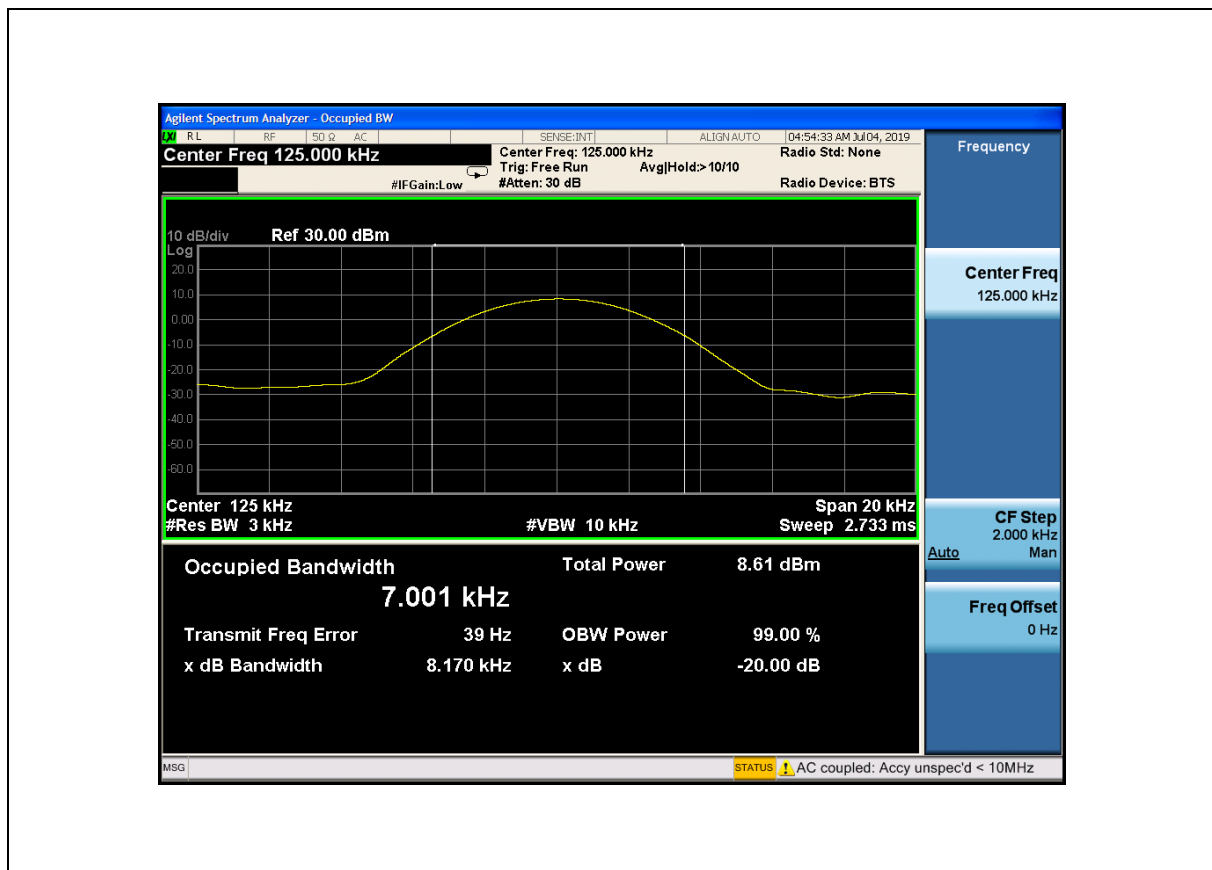 Agilent Spectrum Analyzer - Occupied BW
LXI RL RF 50 Ω AC SENSE:INT ALIGN AUTO 04:54:33 AM Jul 04, 2019
Center Freq 125.000 kHz
Center Freq: 125.000 kHz
Radio Std: None
Trig: Free Run Avg|Hold:>10/10
#IFGain:Low
#Atten: 30 dB
Radio Device: BTS
10 dB/div Ref 30.00 dBm
Log
20.0
10.0
0.00
-10.0
-20.0
-30.0
-40.0
-50.0
-60.0
Center 125 kHz Span 20 kHz
#Res BW 3 kHz #VBW 10 kHz Sweep 2.733 ms
Occupied Bandwidth Total Power 8.61 dBm
7.001 kHz
Transmit Freq Error 39 Hz OBW Power 99.00 %
x dB Bandwidth 8.170 kHz x dB -20.00 dB
Frequency
Center Freq
125.000 kHz
CF Step
2.000 kHz
Auto Man
Freq Offset
0 Hz
MSG STATUS AC coupled: Accy unspec'd < 10MHz